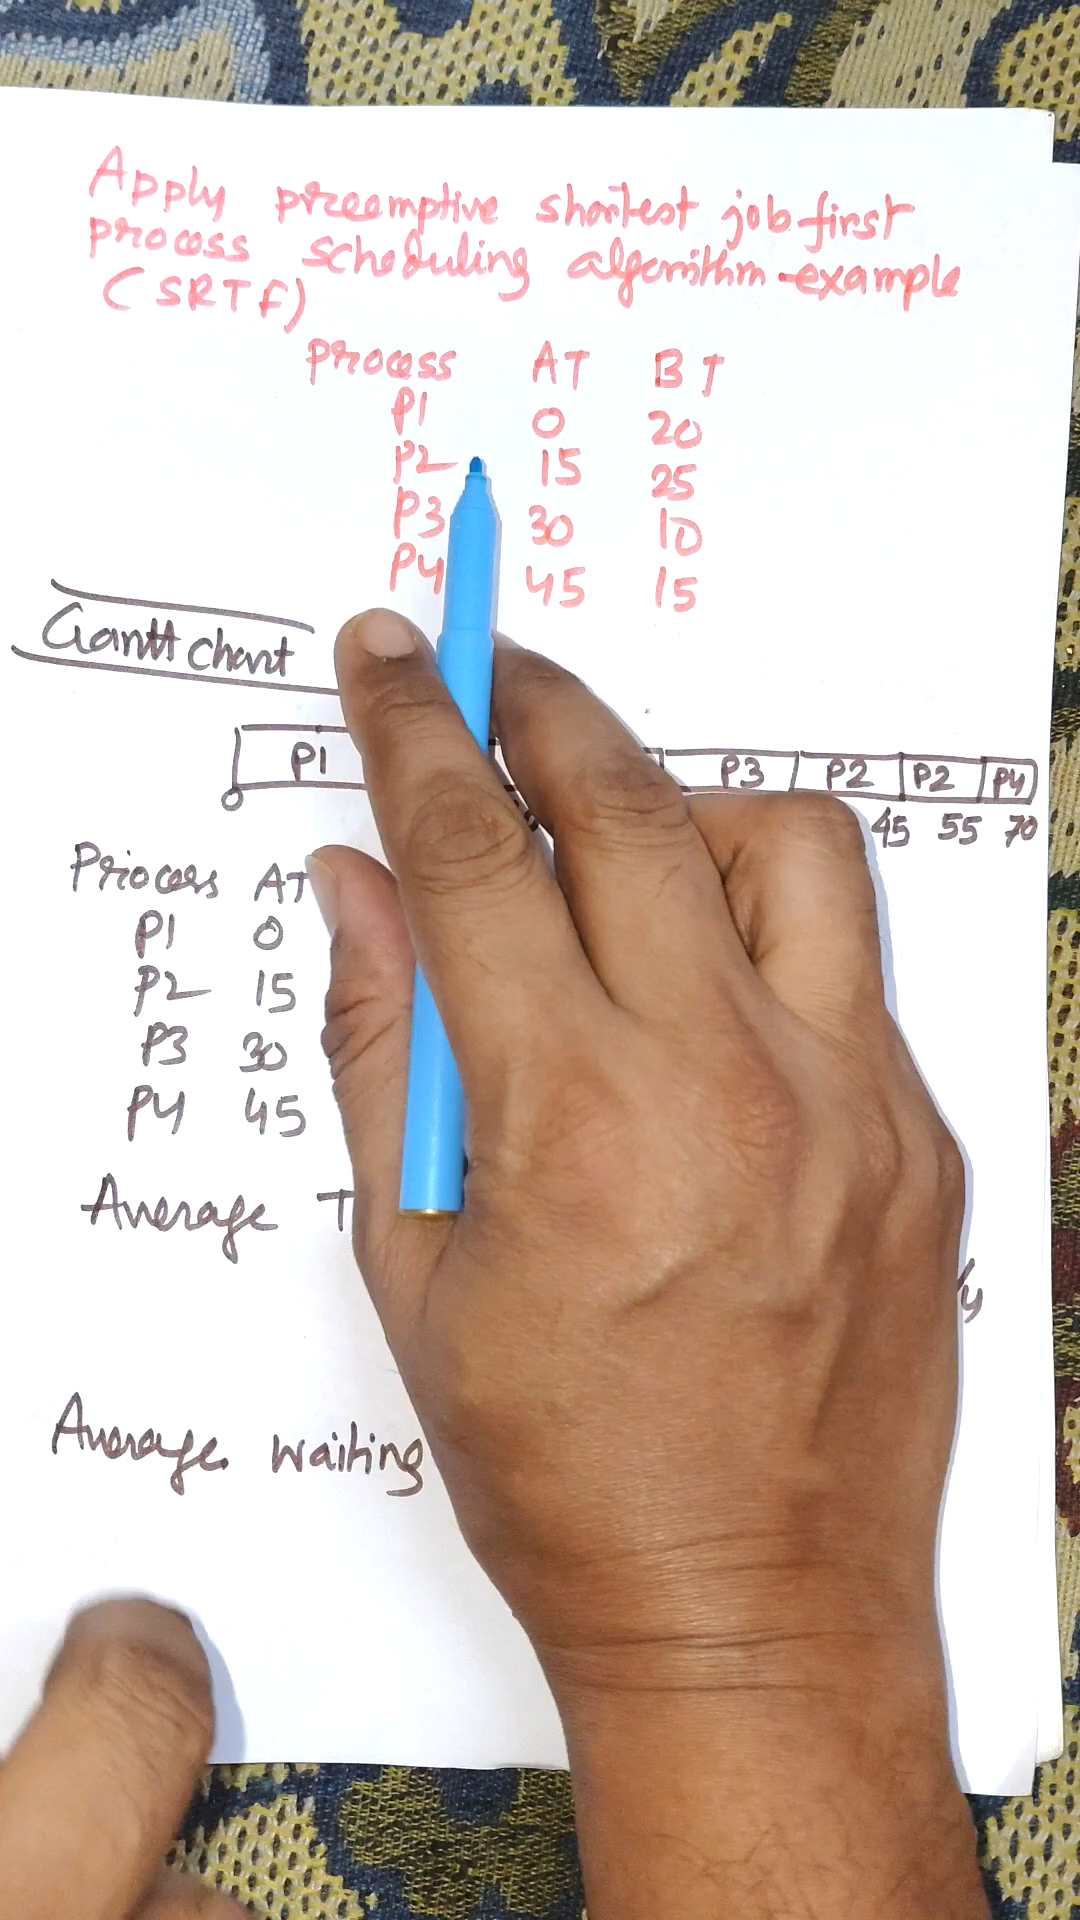 Apply preemptive shortest job first
process scheduling algorithm example
(SRTF)
Process AT BT
P1 0 20
P2 15 25
P3 30 10
P4 45 15
Gantt chart
P1 P3 P2 P2 P4
0 45 55 70
Process AT
P1 0
P2 15
P3 30
P4 45
Average T
/4
Average waiting